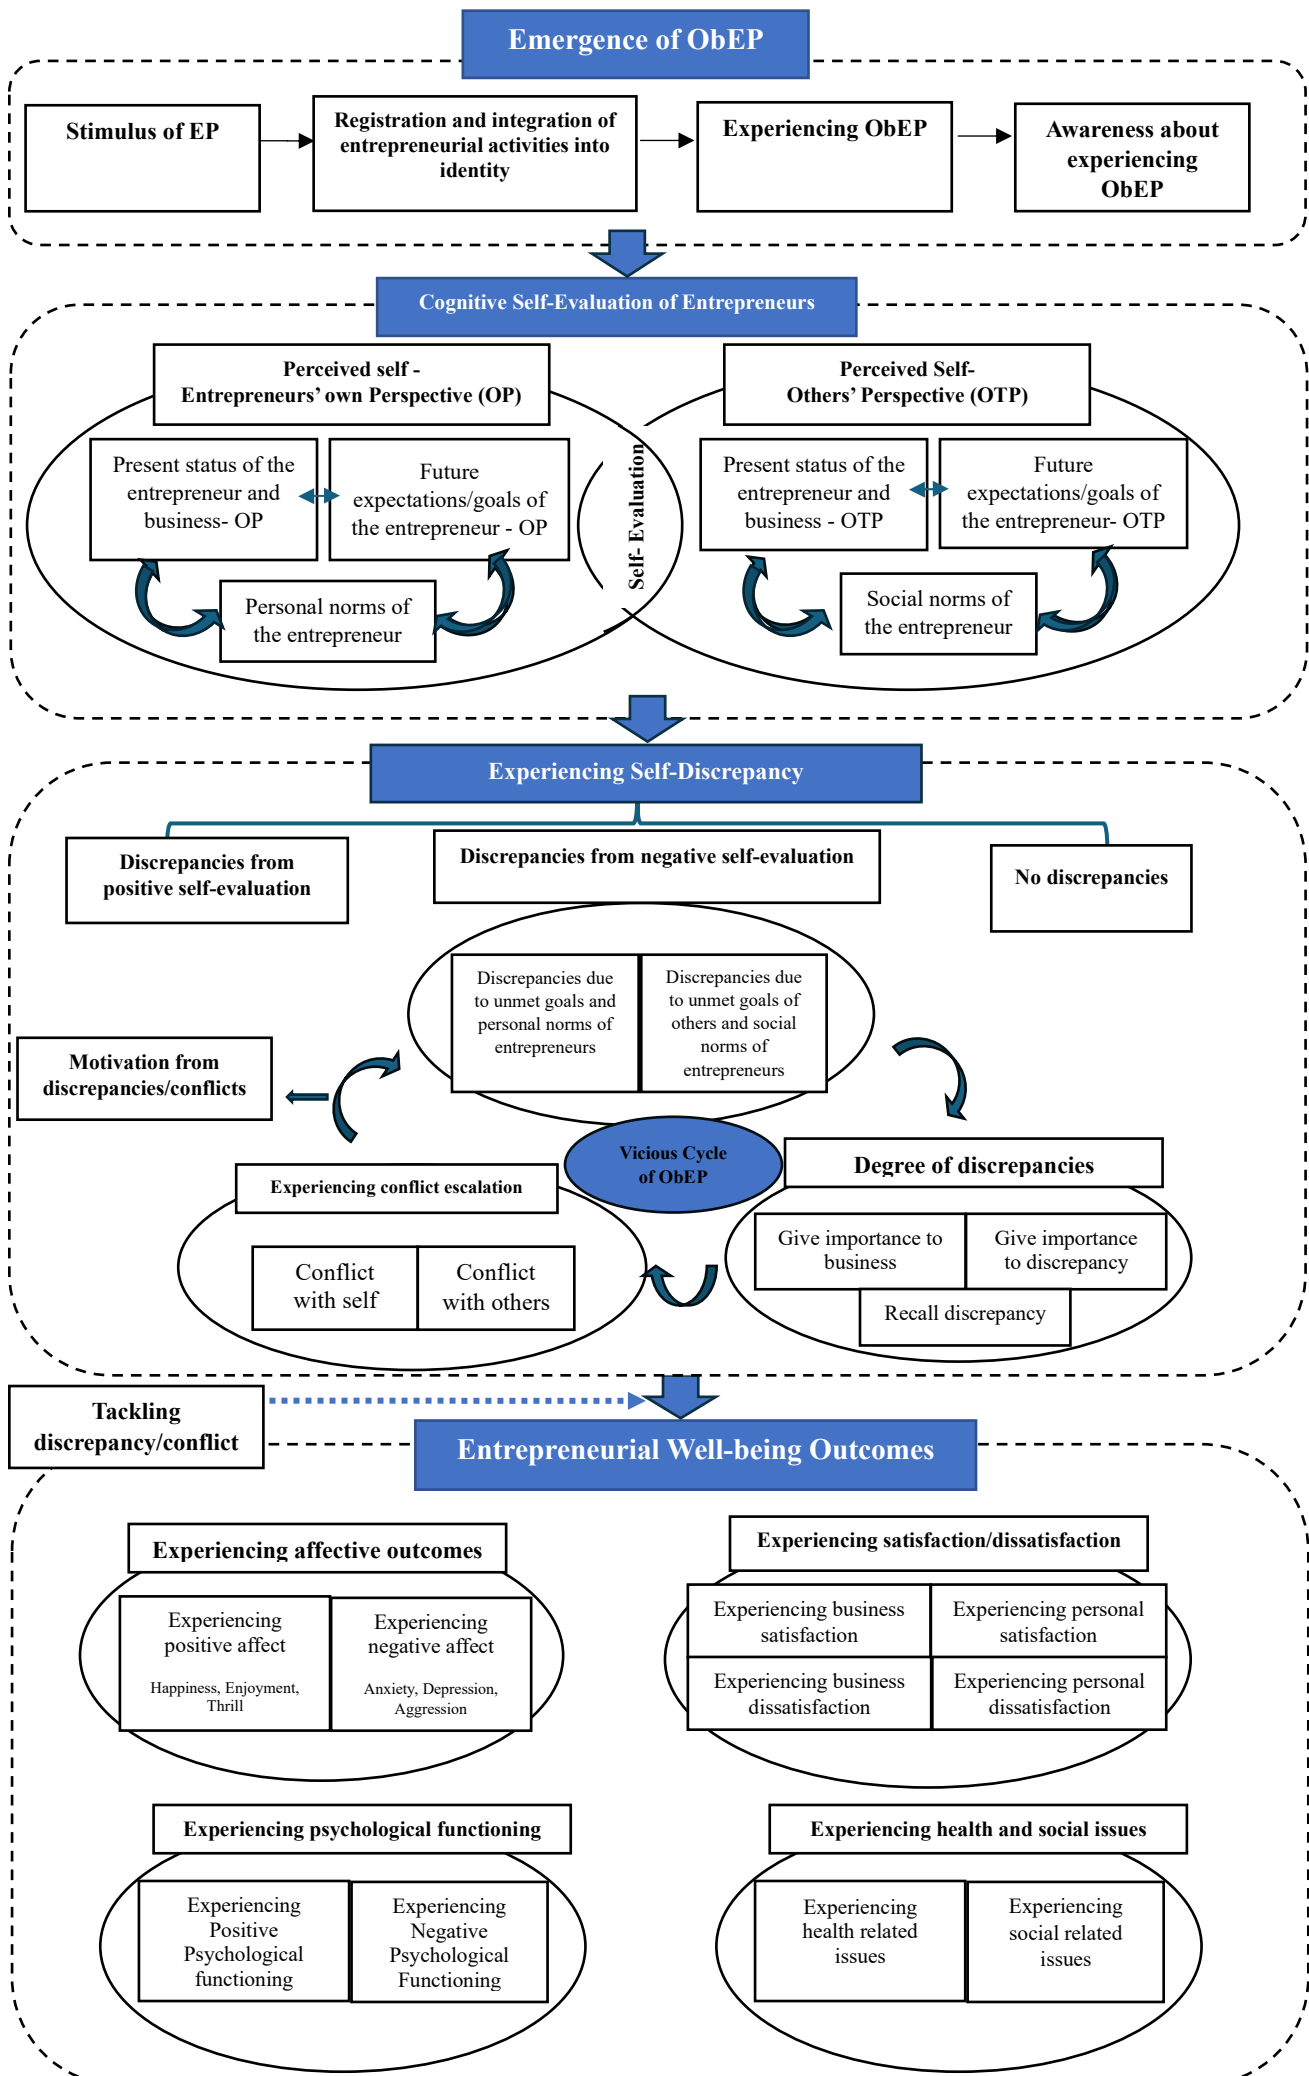 Emergence of ObEP
Stimulus of EP
Registration and integration of
entrepreneurial activities into
identity
Experiencing ObEP
Awareness about
experiencing
ObEP
Cognitive Self-Evaluation of Entrepreneurs
Perceived self -
Entrepreneurs’ own Perspective (OP)
Perceived Self-
Others’ Perspective (OTP)
Present status of the
entrepreneur and
business- OP
Future
expectations/goals of
the entrepreneur - OP
Personal norms of
the entrepreneur
Self- Evaluation
Present status of the
entrepreneur and
business - OTP
Future
expectations/goals of
the entrepreneur- OTP
Social norms of
the entrepreneur
Experiencing Self-Discrepancy
Discrepancies from
positive self-evaluation
Discrepancies from negative self-evaluation
No discrepancies
Discrepancies due
to unmet goals and
personal norms of
entrepreneurs
Discrepancies due
to unmet goals of
others and social
norms of
entrepreneurs
Motivation from
discrepancies/conflicts
Vicious Cycle
of ObEP
Experiencing conflict escalation
Conflict
with self
Conflict
with others
Degree of discrepancies
Give importance to
business
Give importance
to discrepancy
Recall discrepancy
Tackling
discrepancy/conflict
Entrepreneurial Well-being Outcomes
Experiencing affective outcomes
Experiencing
positive affect
Happiness, Enjoyment,
Thrill
Experiencing
negative affect
Anxiety, Depression,
Aggression
Experiencing satisfaction/dissatisfaction
Experiencing business
satisfaction
Experiencing personal
satisfaction
Experiencing business
dissatisfaction
Experiencing personal
dissatisfaction
Experiencing psychological functioning
Experiencing
Positive
Psychological
functioning
Experiencing
Negative
Psychological
Functioning
Experiencing health and social issues
Experiencing
health related
issues
Experiencing
social related
issues